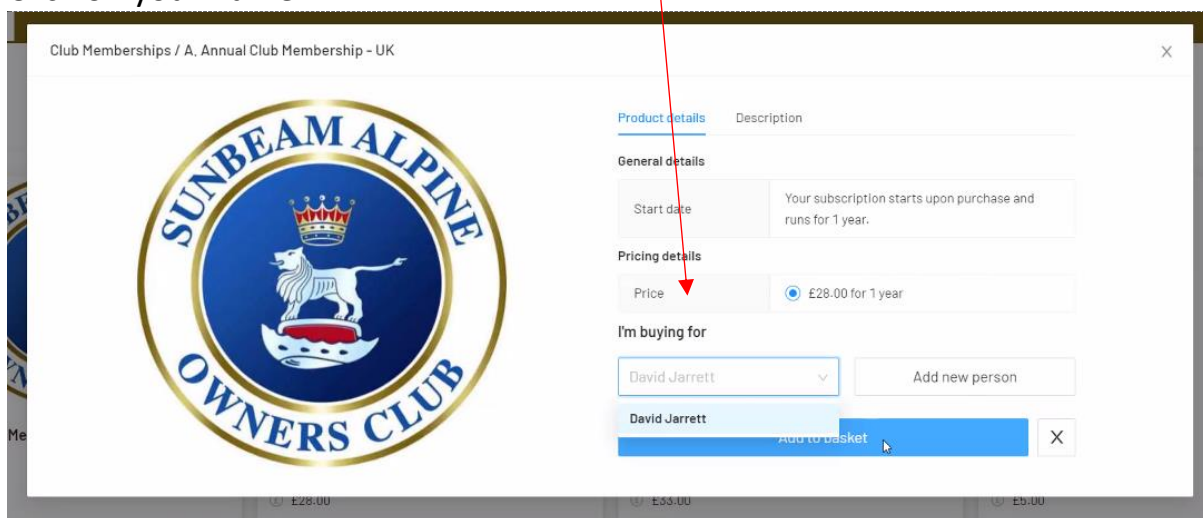 Club Memberships / A. Annual Club Membership - UK
X
SUNBEAM ALPINE
OWNERS CLUB
Product details Description
General details
Start date
Your subscription starts upon purchase and
runs for 1 year.
Pricing details
Price
£28.00 for 1 year
I'm buying for
David Jarrett
Add new person
David Jarrett
Add to basket
X
Me
£28.00
£33.00
£5.00